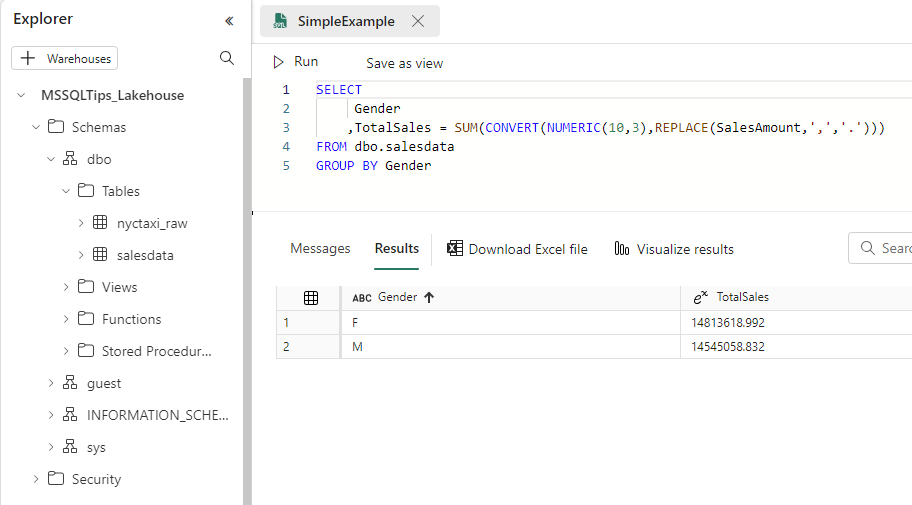 Explorer
«
+ Warehouses
MSSQLTips_Lakehouse
Schemas
dbo
Tables
nyctaxi_raw
salesdata
Views
Functions
Stored Procedur...
guest
INFORMATION_SCHE...
sys
Security
SimpleExample
Run
Save as view
1 SELECT
2 Gender
3 ,TotalSales = SUM(CONVERT(NUMERIC(10,3),REPLACE(SalesAmount,',','.')))
4 FROM dbo.salesdata
5 GROUP BY Gender
Messages
Results
Download Excel file
Visualize results
Searc
ABC Gender
TotalSales
1 F 14813618.992
2 M 14545058.832